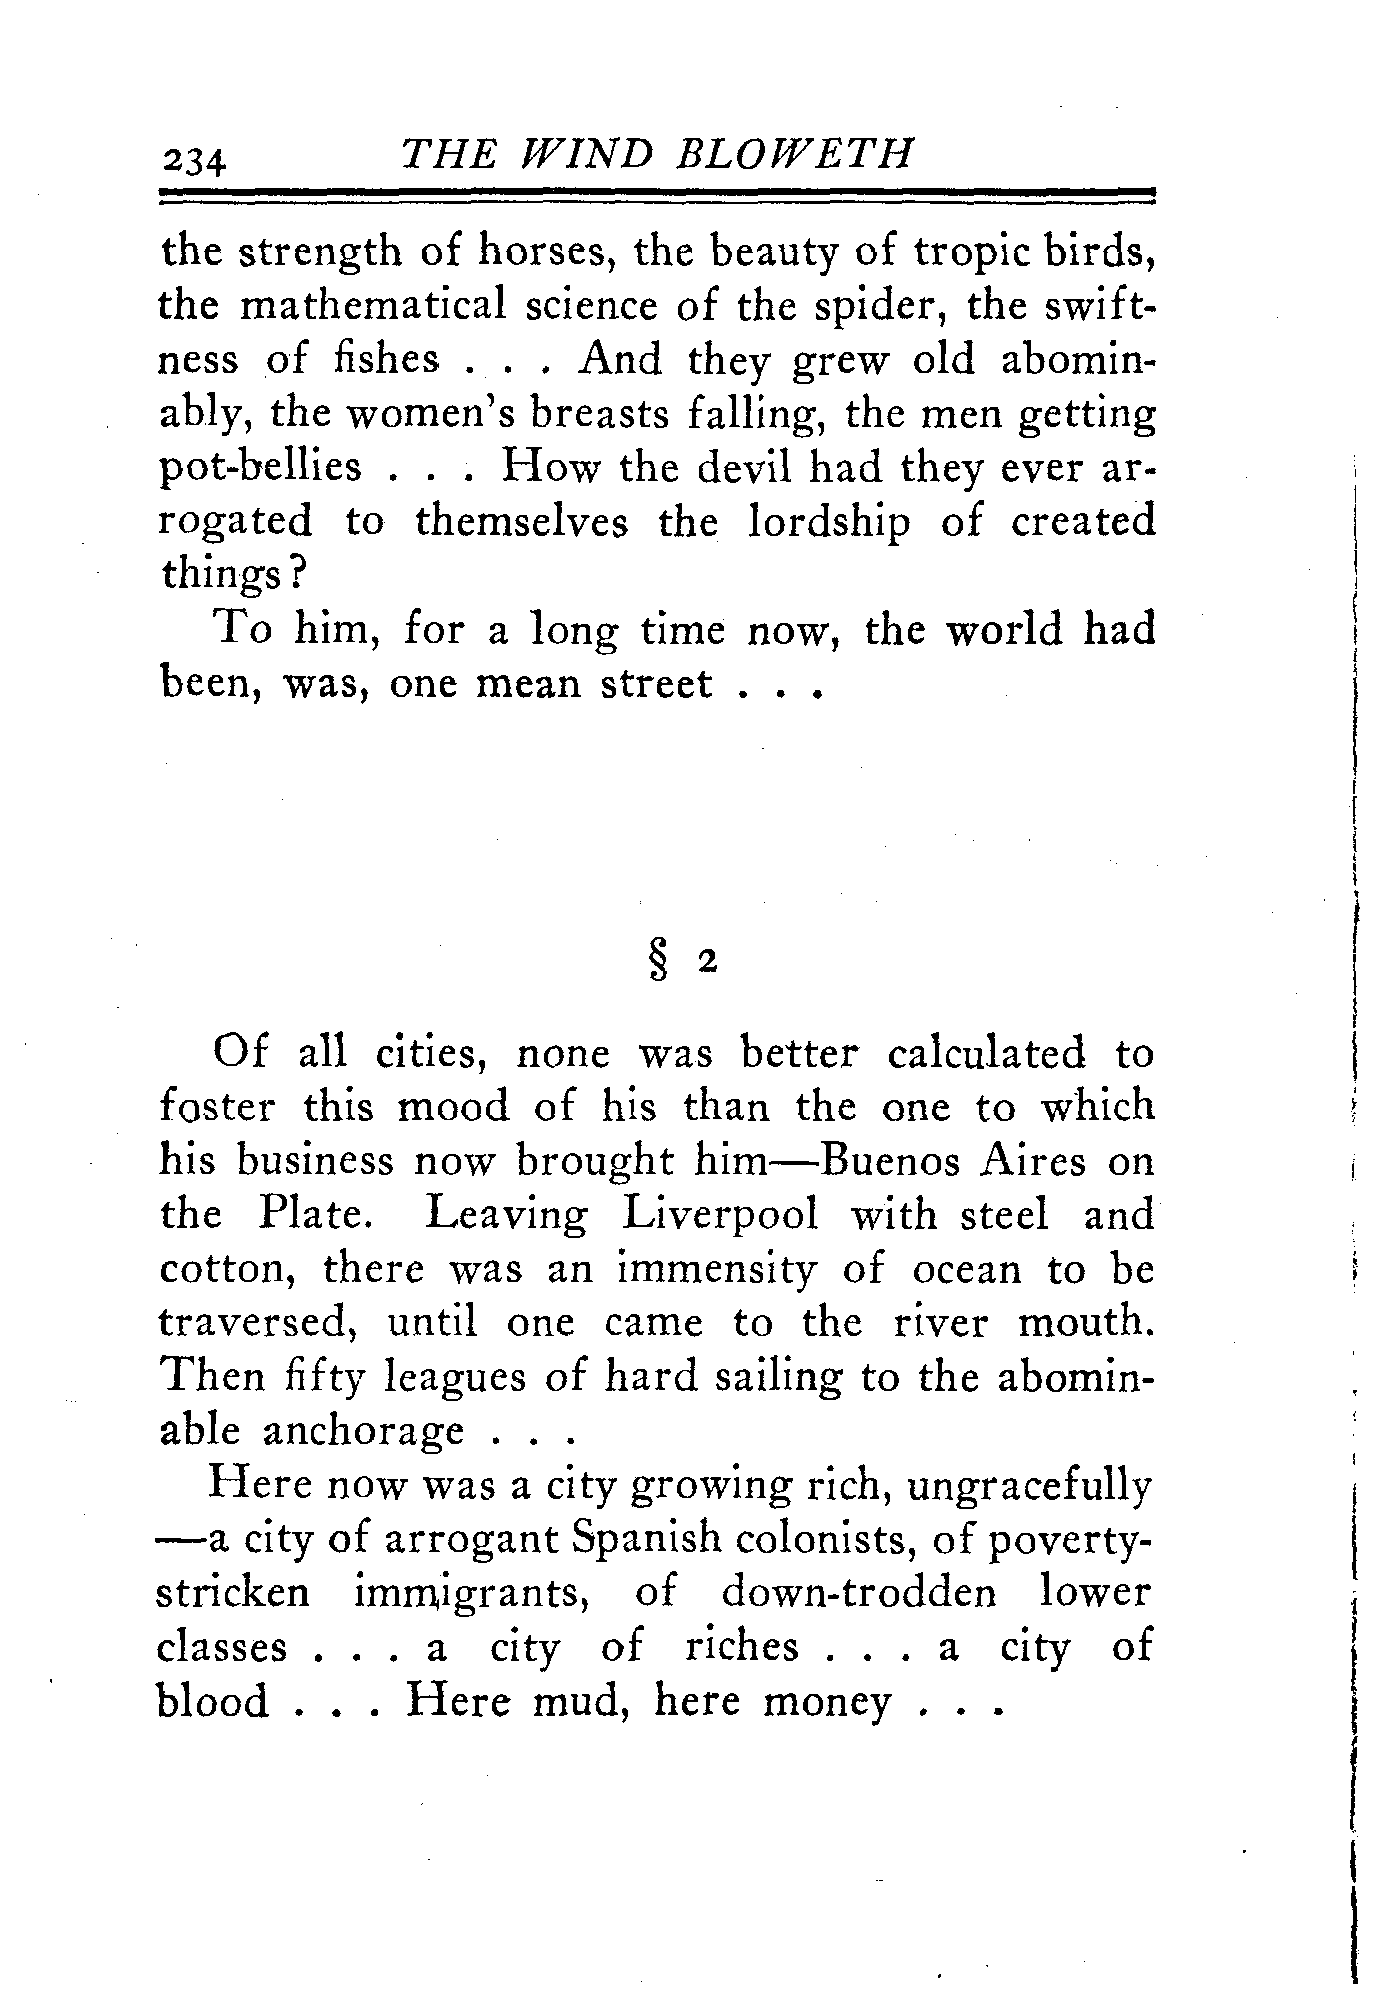 234 THE WIND BLOWETH
the strength of horses, the beauty of tropic birds,
the mathematical science of the spider, the swift-
ness of fishes . . . And they grew old abomin-
ably, the women's breasts falling, the men getting
pot-bellies . . . How the devil had they ever ar-
rogated to themselves the lordship of created
things?
To him, for a long time now, the world had
been, was, one mean street . . .
§ 2
Of all cities, none was better calculated to
foster this mood of his than the one to which
his business now brought him—Buenos Aires on
the Plate. Leaving Liverpool with steel and
cotton, there was an immensity of ocean to be
traversed, until one came to the river mouth.
Then fifty leagues of hard sailing to the abomin-
able anchorage . . .
Here now was a city growing rich, ungracefully
—a city of arrogant Spanish colonists, of poverty-
stricken immigrants, of down-trodden lower
classes . . . a city of riches . . . a city of
blood . . . Here mud, here money . . .